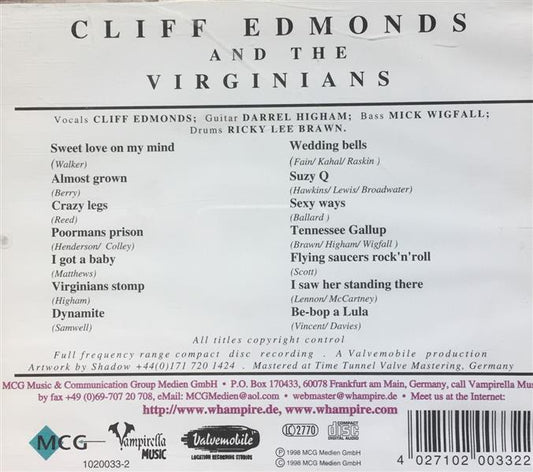 CLIFF EDMONDS
AND THE
VIRGINIANS
Vocals CLIFF EDMONDS; Guitar DARREL HIGHAM; Bass MICK WIGFALL;
Drums RICKY LEE BRAWN.
Sweet love on my mind
(Walker)
Almost grown
(Berry)
Crazy legs
(Reed)
Poormans prison
(Henderson/ Colley)
I got a baby
(Matthews)
Virginians stomp
(Higham)
Dynamite
(Samwell)
Wedding bells
(Fain/ Kahal/ Raskin )
Suzy Q
(Hawkins/ Lewis/ Broadwater)
Sexy ways
(Ballard )
Tennessee Gallup
(Brawn/ Higham/ Wigfall )
Flying saucers rock'n'roll
(Scott)
I saw her standing there
(Lennon/ McCartney)
Be-bop a Lula
(Vincent/ Davies)
All titles copyright control
Full frequency range compact disc recording . A Valvemobile production
Artwork by Shadow +44(0)171 720 1424 . Mastered at Time Tunnel Valve Mastering, Germany
MCG Music & Communication Group Medien GmbH • P.O. Box 170433, 60078 Frankfurt am Main, Germany, call Vampirella Mus
by fax +49 (0)69-707 20 708, eMail: MCGMedien@aol.com • webmaster@whampire.de • Meet us at the Internet:
http://www.whampire.de, www.whampire.com
MCG
1020033-2
Vampirella
MUSIC
Valvemobile
LOCATION RECORDING STUDIOS
LC 2770
COMPACT
disc
DIGITAL AUDIO
℗ 1998 MCG Medien GmbH
© 1998 MCG Medien GmbH
4 027102 003322